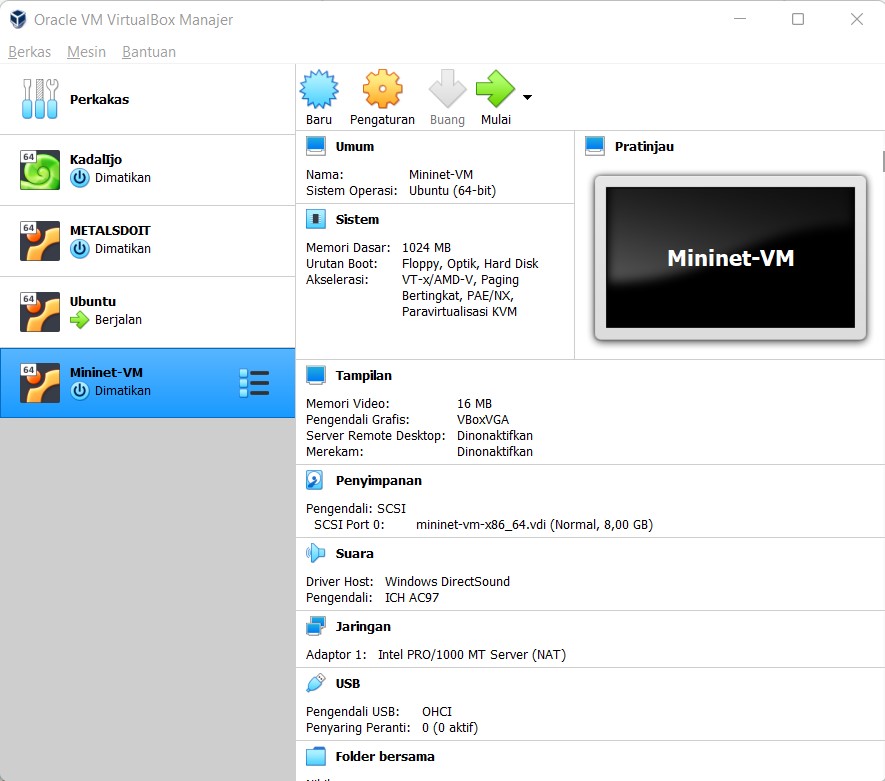 Oracle VM VirtualBox Manajer
Berkas Mesin Bantuan
Perkakas
64
KadalIjo
Dimatikan
64
METALSDOIT
Dimatikan
64
Ubuntu
Berjalan
64
Mininet-VM
Dimatikan
Baru Pengaturan Buang Mulai
Umum
Nama: Mininet-VM
Sistem Operasi: Ubuntu (64-bit)
Pratinjau
Mininet-VM
Sistem
Memori Dasar: 1024 MB
Urutan Boot: Floppy, Optik, Hard Disk
Akselerasi: VT-x/AMD-V, Paging
Bertingkat, PAE/NX,
Paravirtualisasi KVM
Tampilan
Memori Video: 16 MB
Pengendali Grafis: VBoxVGA
Server Remote Desktop: Dinonaktifkan
Merekam: Dinonaktifkan
Penyimpanan
Pengendali: SCSI
SCSI Port 0: mininet-vm-x86_64.vdi (Normal, 8,00 GB)
Suara
Driver Host: Windows DirectSound
Pengendali: ICH AC97
Jaringan
Adaptor 1: Intel PRO/1000 MT Server (NAT)
USB
Pengendali USB: OHCI
Penyaring Peranti: 0 (0 aktif)
Folder bersama